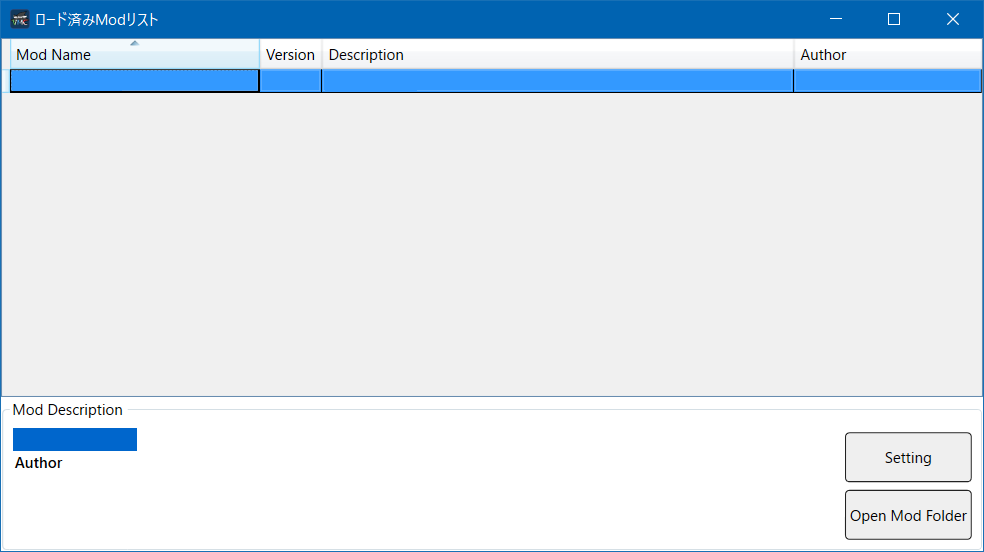 ロード済みModリスト
Mod Name Version Description Author
Mod Description
Author
Setting
Open Mod Folder